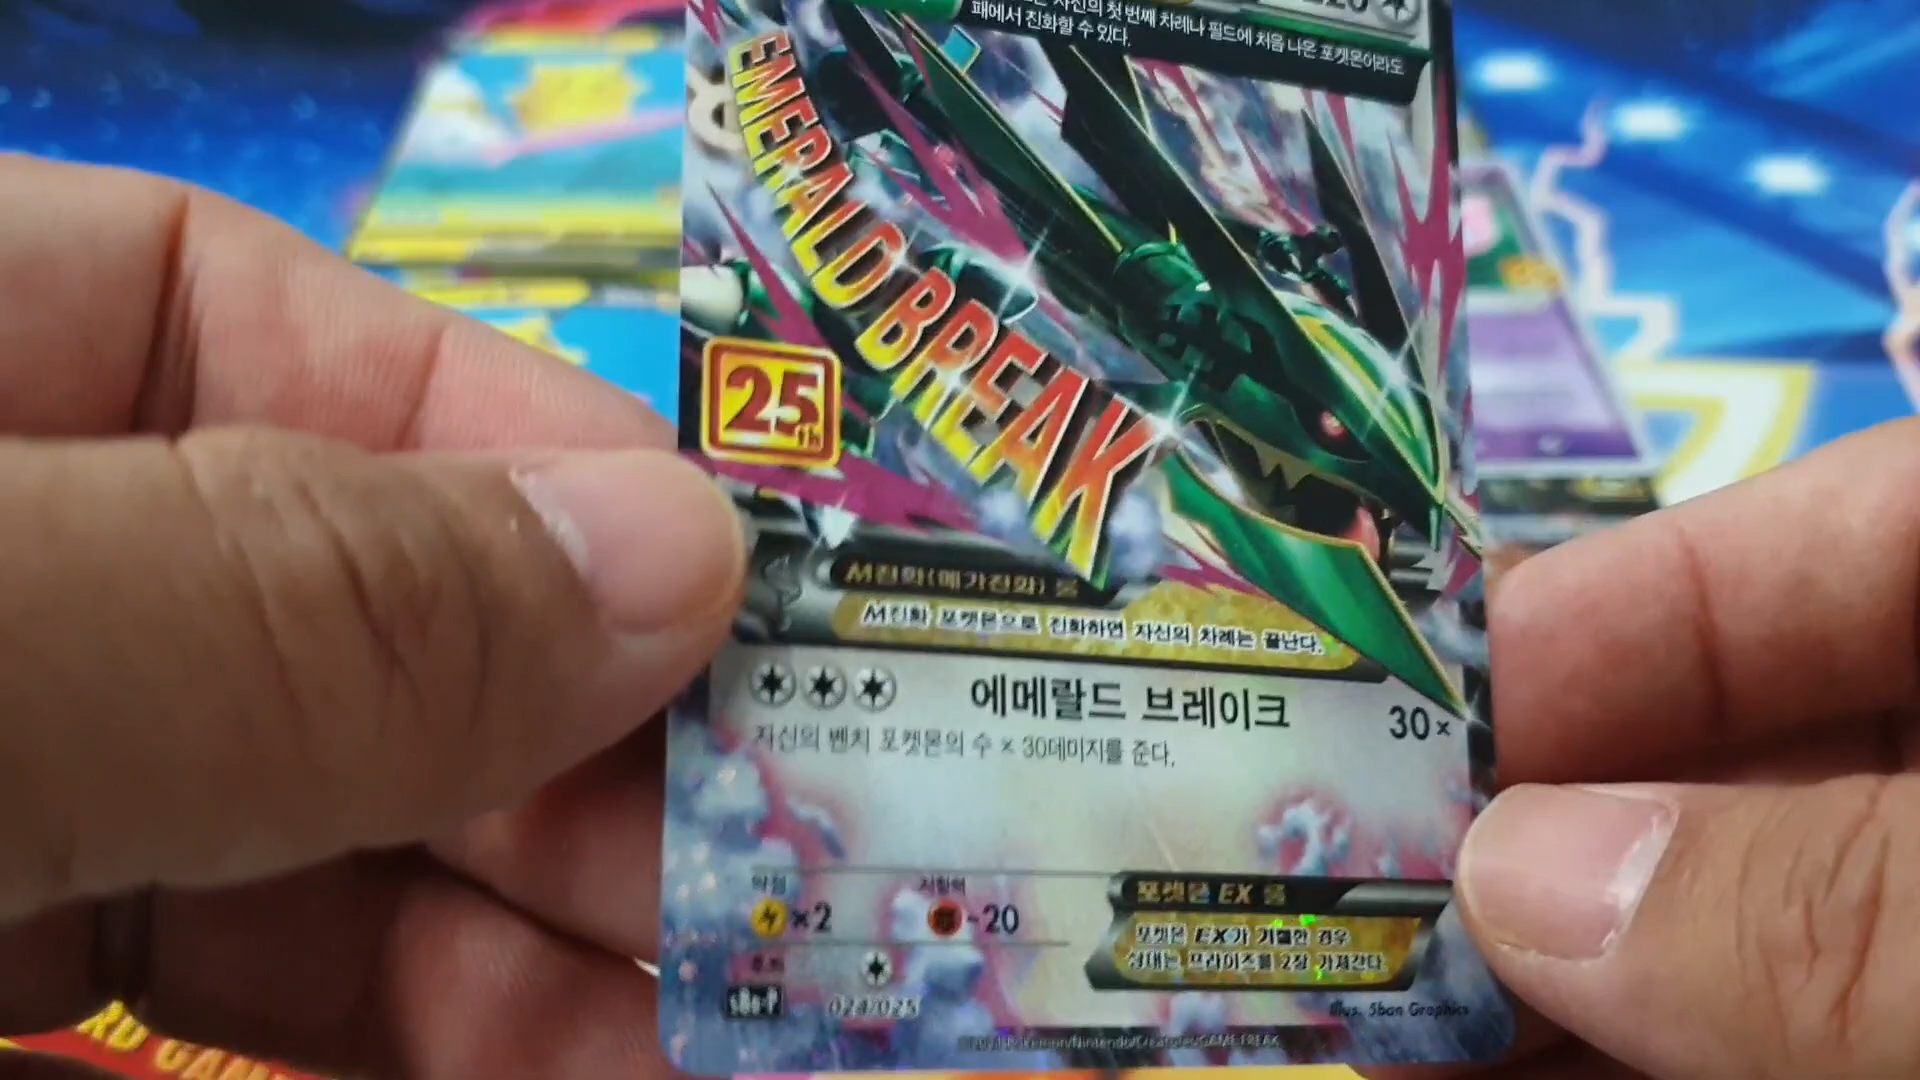 자신의 첫 번째 차례나 필드에 처음 나온 포켓몬이라도
패에서 진화할 수 있다.
EMERALD BREAK
25th
M진화(메가진화) 룰
M진화 포켓몬으로 진화하면 자신의 차례는 끝난다.
에메랄드 브레이크 30×
자신의 벤치 포켓몬의 수 × 30데미지를 준다.
약점 저항력
×2 -20
후퇴
포켓몬 EX 룰
포켓몬 EX가 기절한 경우
상대는 프라이즈를 2장 가져간다.
s8a-P 024/025
Illus. 5ban Graphics
Pokémon/Nintendo/Creatures/GAME FREAK
RD GAM